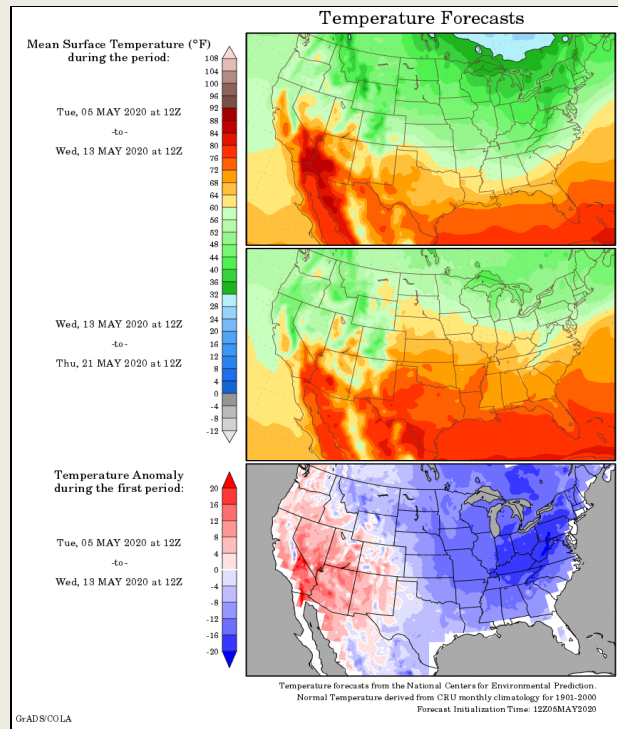 Temperature Forecasts
Mean Surface Temperature (°F)
during the period:
Tue, 05 MAY 2020 at 12Z
-to-
Wed, 13 MAY 2020 at 12Z
108
104
100
96
92
88
84
80
76
72
68
64
60
56
52
48
44
40
36
32
28
24
20
16
12
8
4
0
-4
-8
-12
Wed, 13 MAY 2020 at 12Z
-to-
Thu, 21 MAY 2020 at 12Z
Temperature Anomaly
during the first period:
Tue, 05 MAY 2020 at 12Z
-to-
Wed, 13 MAY 2020 at 12Z
20
16
12
8
4
0
-4
-8
-12
-16
-20
Temperature forecasts from the National Centers for Environmental Prediction.
Normal Temperature derived from CRU monthly climatology for 1901-2000
Forecast Initialization Time: 12Z05MAY2020
GrADS/COLA